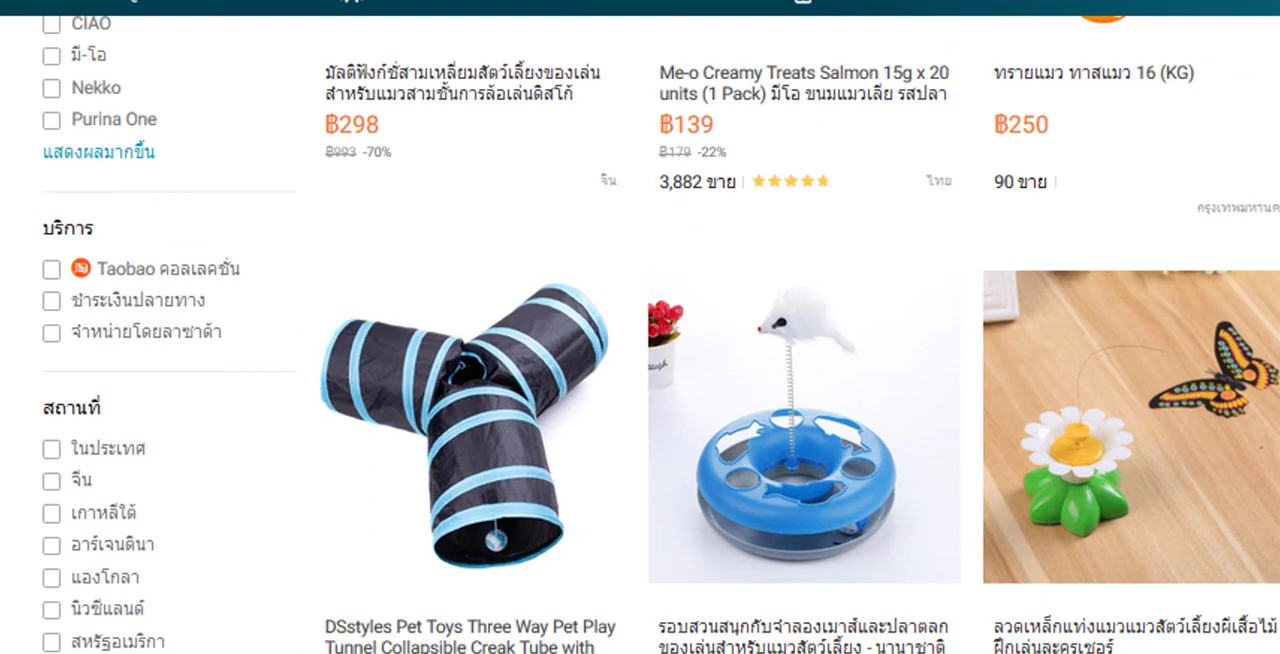 CIAO
มี-โอ
Nekko
Purina One
แสดงผลมากขึ้น
บริการ
Taobao คอลเลคชั่น
ชำระเงินปลายทาง
จำหน่ายโดยลาซาด้า
สถานที่
ในประเทศ
จีน
เกาหลีใต้
อาร์เจนตินา
แองโกลา
นิวซีแลนด์
สหรัฐอเมริกา
มัลติฟังก์ชั่สามเหลี่ยมสัตว์เลี้ยงของเล่น
สำหรับแมวสามชั้นการล้อเล่นดิสโก้
฿298
฿993 -70%
จีน
Me-o Creamy Treats Salmon 15g x 20
units (1 Pack) มีโอ ขนมแมวเลีย รสปลา
฿139
฿179 -22%
3,882 ขาย
ไทย
ทรายแมว ทาสแมว 16 (KG)
฿250
90 ขาย
กรุงเทพมหานค
DSstyles Pet Toys Three Way Pet Play
Tunnel Collapsible Creak Tube with
รอบสวนสนุกกับจำลองเมาส์และปลาตลก
ของเล่นสำหรับแมวสัตว์เลี้ยง - นานาชาติ
ลวดเหล็กแท่งแมวแมวสัตว์เลี้ยงผีเสื้อไม้
ฝึกเล่นละครเซอร์